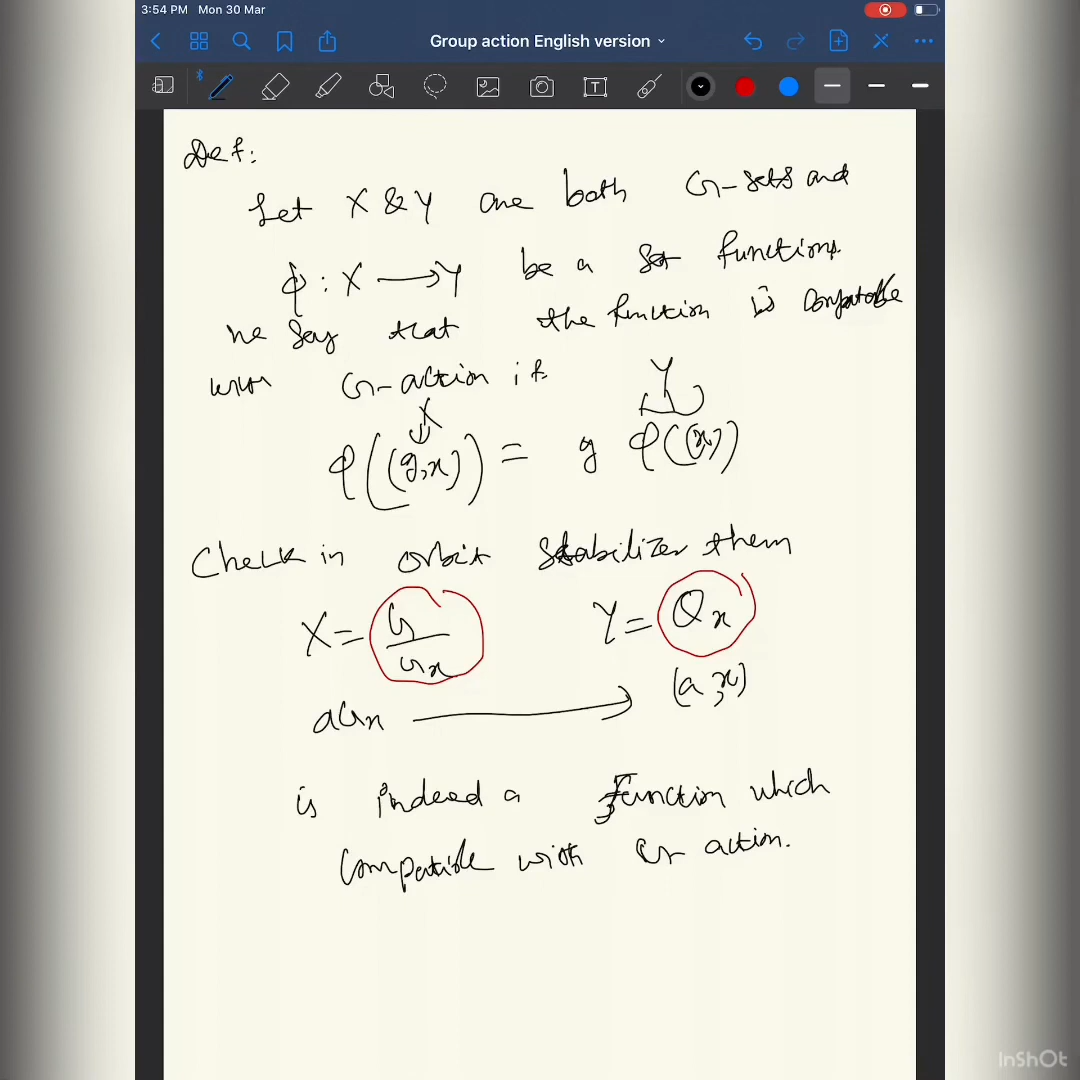 3:54 PM Mon 30 Mar
Group action English version
T
Def:
Let X & Y are both G-sets and
φ : X → Y be a set function.
we say that the function is compatible
with G-action if
X Y
φ((g,x)) = g φ((x))
Check in orbit stabilizer them
X = G/Gx Y = Ox
aGx → (a,x)
is indeed a function which
compatible with G action.
InShOt